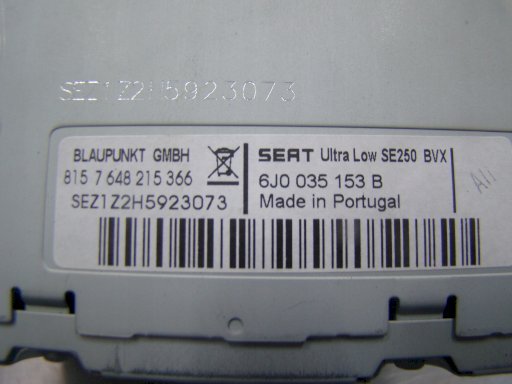 SEZ1Z2H5923073
BLAUPUNKT GMBH
815 7 648 215 366
SEZ1Z2H5923073
SEAT Ultra Low SE250 BVX
6J0 035 153 B
Made in Portugal